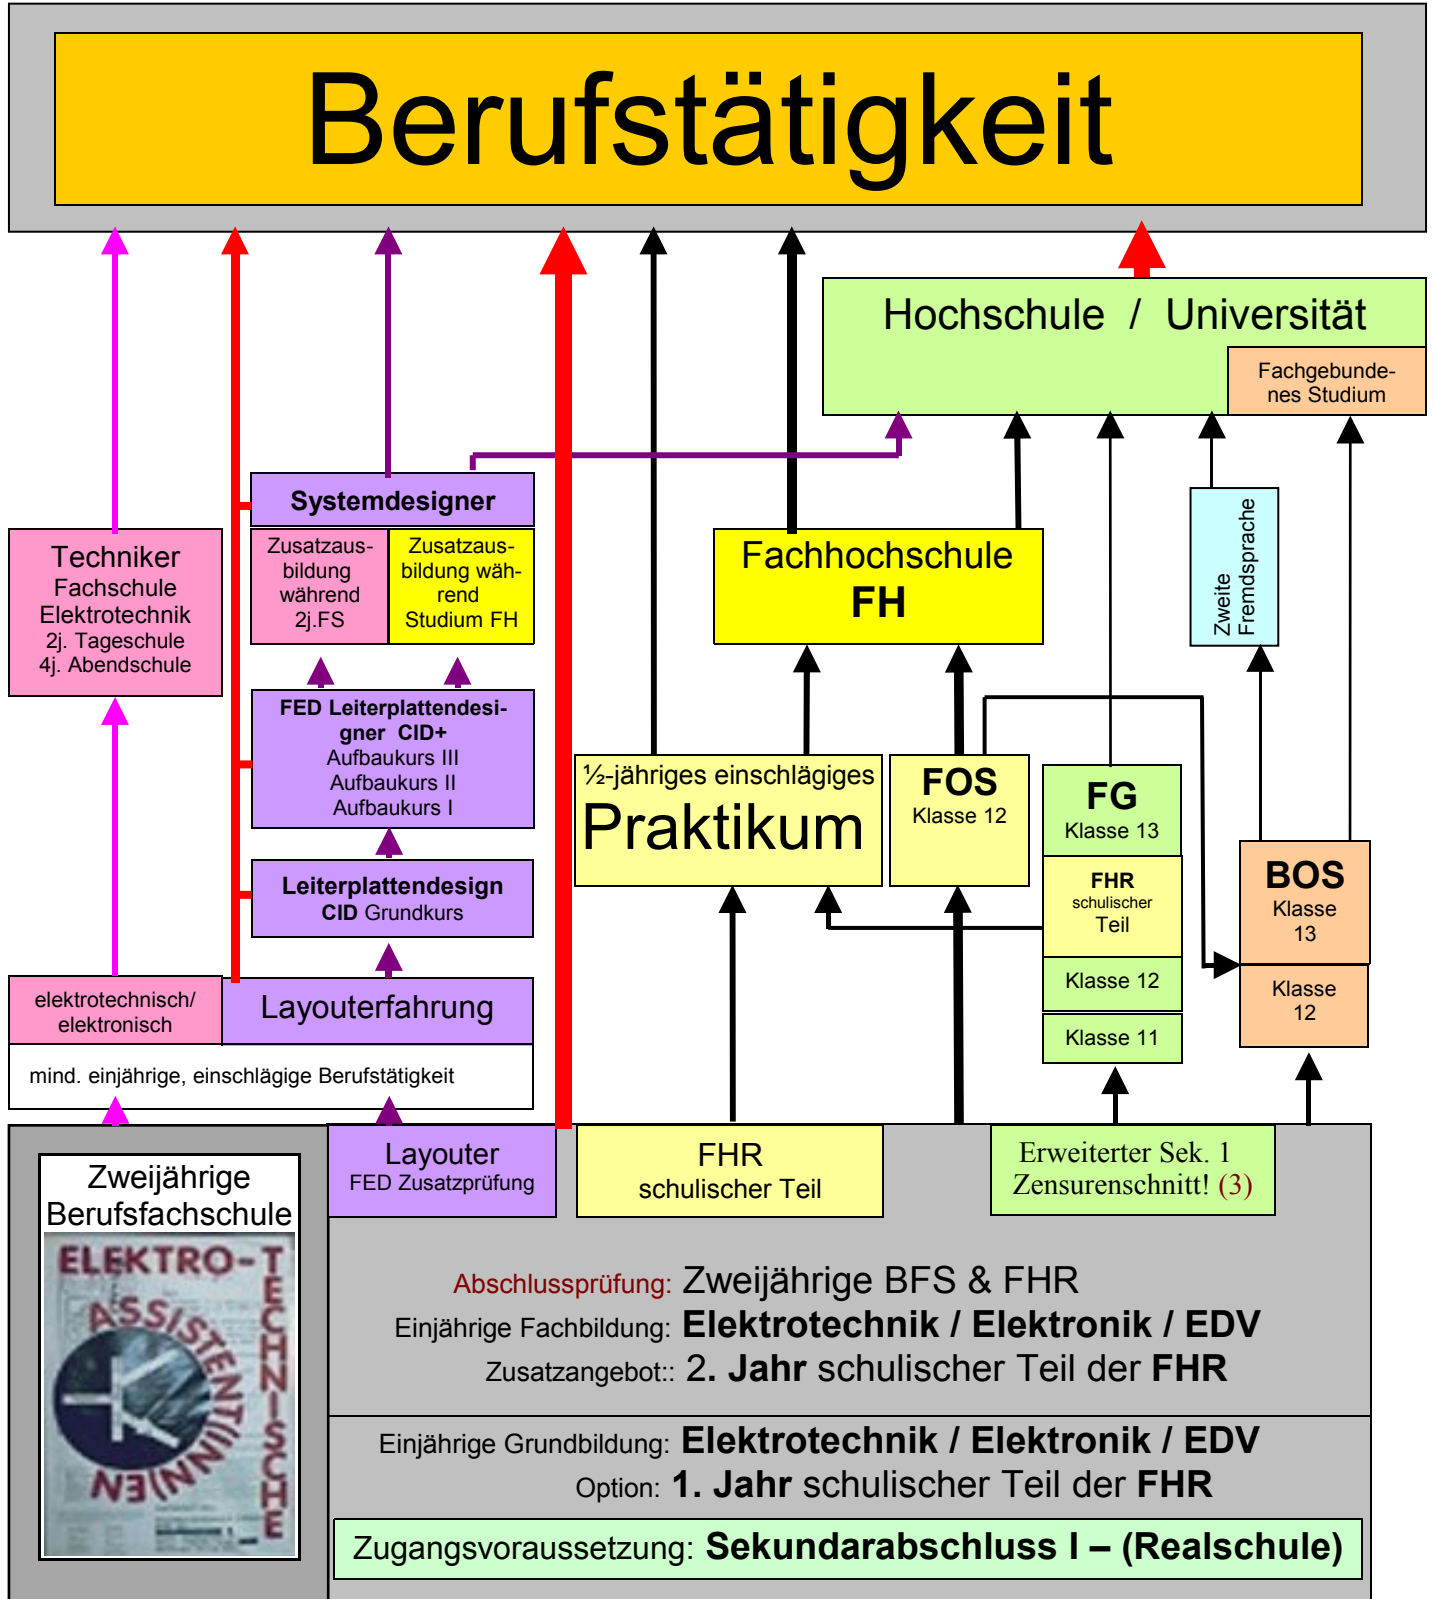 Berufstätigkeit
Hochschule / Universität
Fachgebunde-
nes Studium
Systemdesigner
Zusatzaus-
bildung
während
2j.FS
Zusatzaus-
bildung wäh-
rend
Studium FH
Techniker
Fachschule
Elektrotechnik
2j. Tageschule
4j. Abendschule
Fachhochschule
FH
Zweite
Fremdsprache
FED Leiterplattendesi-
gner CID+
Aufbaukurs III
Aufbaukurs II
Aufbaukurs I
½-jähriges einschlägiges
Praktikum
FOS
Klasse 12
FG
Klasse 13
FHR
schulischer
Teil
Klasse 12
Klasse 11
BOS
Klasse
13
Klasse
12
Leiterplattendesign
CID Grundkurs
elektrotechnisch/
elektronisch
Layouterfahrung
mind. einjährige, einschlägige Berufstätigkeit
Layouter
FED Zusatzprüfung
FHR
schulischer Teil
Erweiterter Sek. 1
Zensurenschnitt! (3)
Zweijährige
Berufsfachschule
ELEKTRO-TECHNISCHE
ASSISTENT(INN)EN
Abschlussprüfung: Zweijährige BFS & FHR
Einjährige Fachbildung: Elektrotechnik / Elektronik / EDV
Zusatzangebot:: 2. Jahr schulischer Teil der FHR
Einjährige Grundbildung: Elektrotechnik / Elektronik / EDV
Option: 1. Jahr schulischer Teil der FHR
Zugangsvoraussetzung: Sekundarabschluss I – (Realschule)